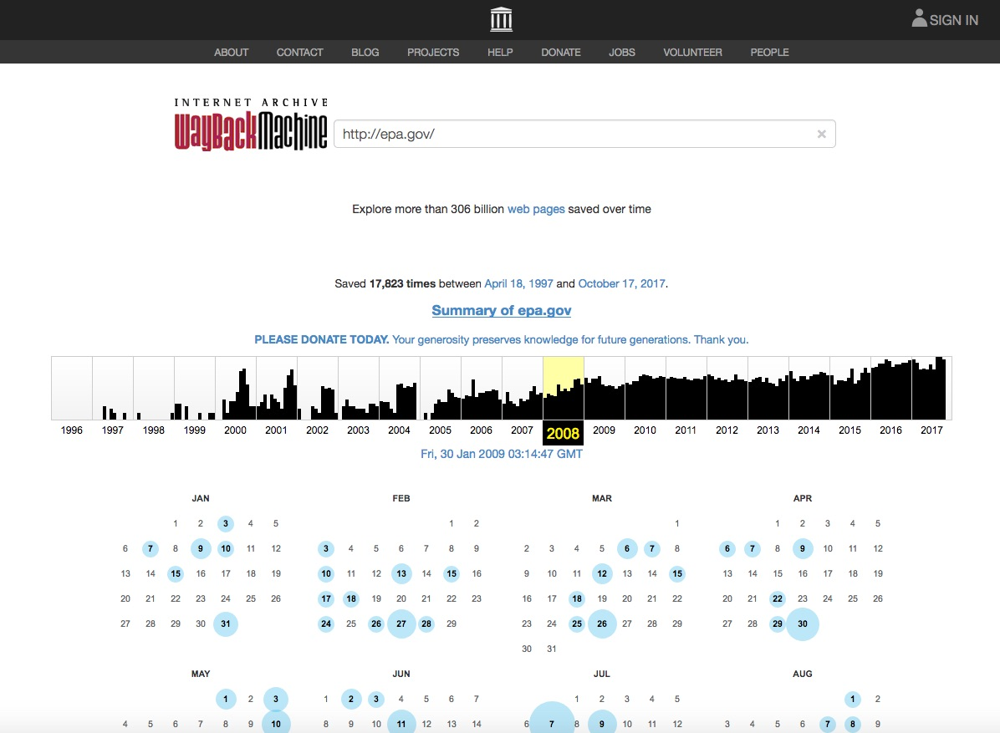 SIGN IN
ABOUT CONTACT BLOG PROJECTS HELP DONATE JOBS VOLUNTEER PEOPLE
INTERNET ARCHIVE
WayBackMachine
http://epa.gov/ ×
Explore more than 306 billion web pages saved over time
Saved 17,823 times between April 18, 1997 and October 17, 2017.
Summary of epa.gov
PLEASE DONATE TODAY. Your generosity preserves knowledge for future generations. Thank you.
1996 1997 1998 1999 2000 2001 2002 2003 2004 2005 2006 2007 2008 2009 2010 2011 2012 2013 2014 2015 2016 2017
Fri, 30 Jan 2009 03:14:47 GMT
JAN FEB MAR APR
1 2 3 4 5 1 2 1 1 2 3 4 5
6 7 8 9 10 11 12 3 4 5 6 7 8 9 2 3 4 5 6 7 8 6 7 8 9 10 11 12
13 14 15 16 17 18 19 10 11 12 13 14 15 16 9 10 11 12 13 14 15 13 14 15 16 17 18 19
20 21 22 23 24 25 26 17 18 19 20 21 22 23 16 17 18 19 20 21 22 20 21 22 23 24 25 26
27 28 29 30 31 24 25 26 27 28 29 23 24 25 26 27 28 29 27 28 29 30
30 31
MAY JUN JUL AUG
1 2 3 1 2 3 4 5 6 7 1 2 3 4 5 1 2
4 5 6 7 8 9 10 8 9 10 11 12 13 14 6 7 8 9 10 11 12 3 4 5 6 7 8 9